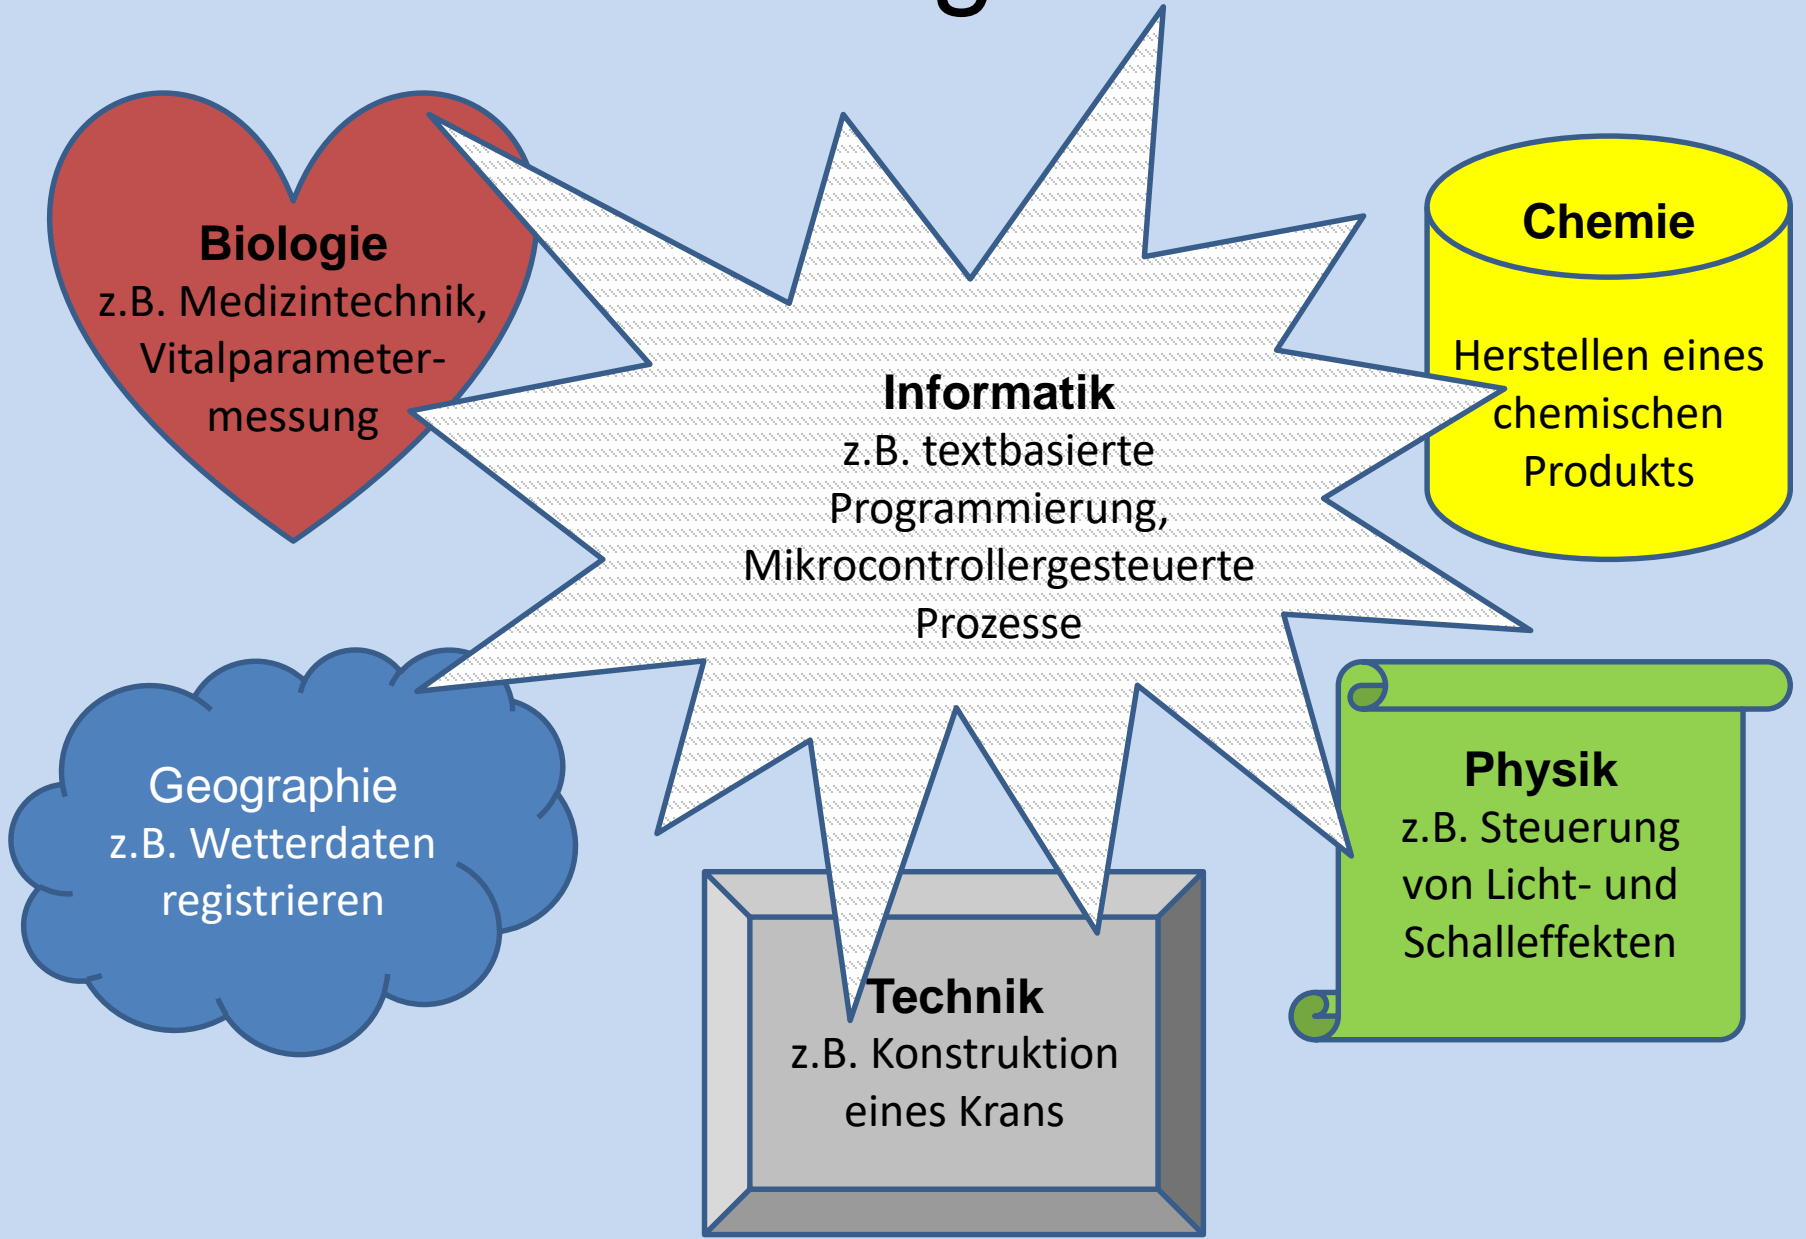 Biologie
z.B. Medizintechnik,
Vitalparameter-
messung
Informatik
z.B. textbasierte
Programmierung,
Mikrocontrollergesteuerte
Prozesse
Chemie
Herstellen eines
chemischen
Produkts
Geographie
z.B. Wetterdaten
registrieren
Technik
z.B. Konstruktion
eines Krans
Physik
z.B. Steuerung
von Licht- und
Schalleffekten